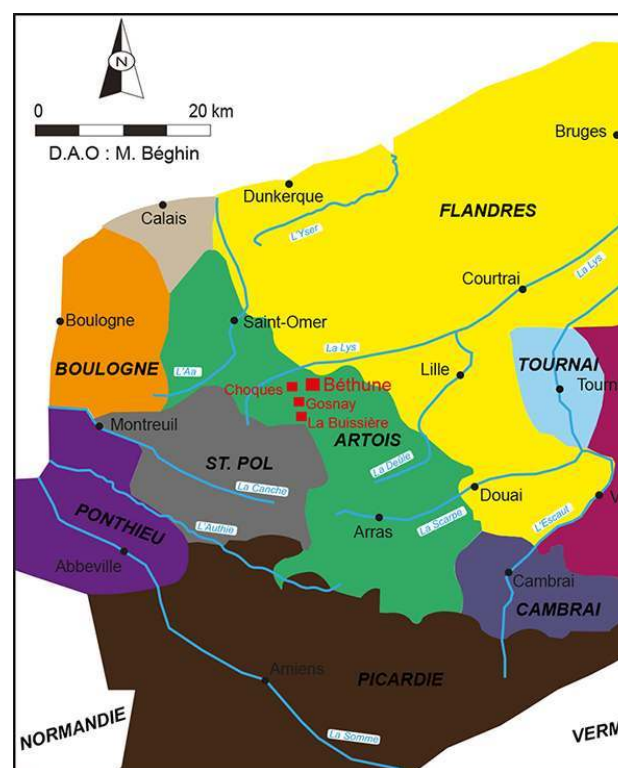 N
0 20 km
D.A.O : M. Béghin
Bruges
Dunkerque
Calais
FLANDRES
L'Yser
La Lys
Courtrai
Boulogne
Saint-Omer
La Lys
BOULOGNE
TOURNAI
L'Aa
Choques
Béthune
Lille
Tourn
Gosnay
La Buissière
Montreuil
ARTOIS
ST. POL
La Deûle
La Canche
Douai
V
PONTHIEU
L'Authie
Arras
La Scarpe
L'Escaut
Abbeville
Cambrai
CAMBRAI
Amiens
PICARDIE
NORMANDIE
La Somme
VERM